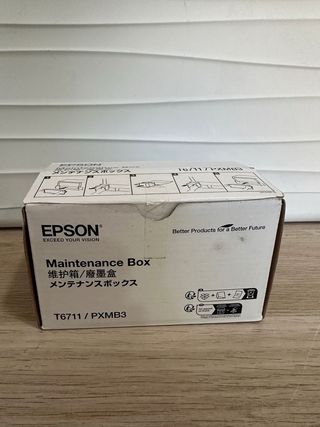 EPSON
メンテナンスボックス
T6711/PXMB3
EPSON
EXCEED YOUR VISION
Better Products for a Better Future
Maintenance Box
维护箱/廢墨盒
メンテナンスボックス
T6711 / PXMB3